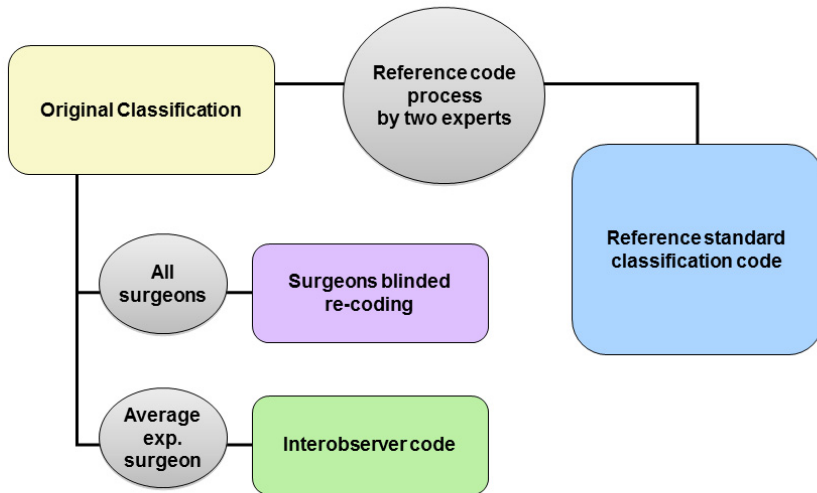 Original Classification
Reference code
process
by two experts
Reference standard
classification code
All
surgeons
Surgeons blinded
re-coding
Average
exp.
surgeon
Interobserver code